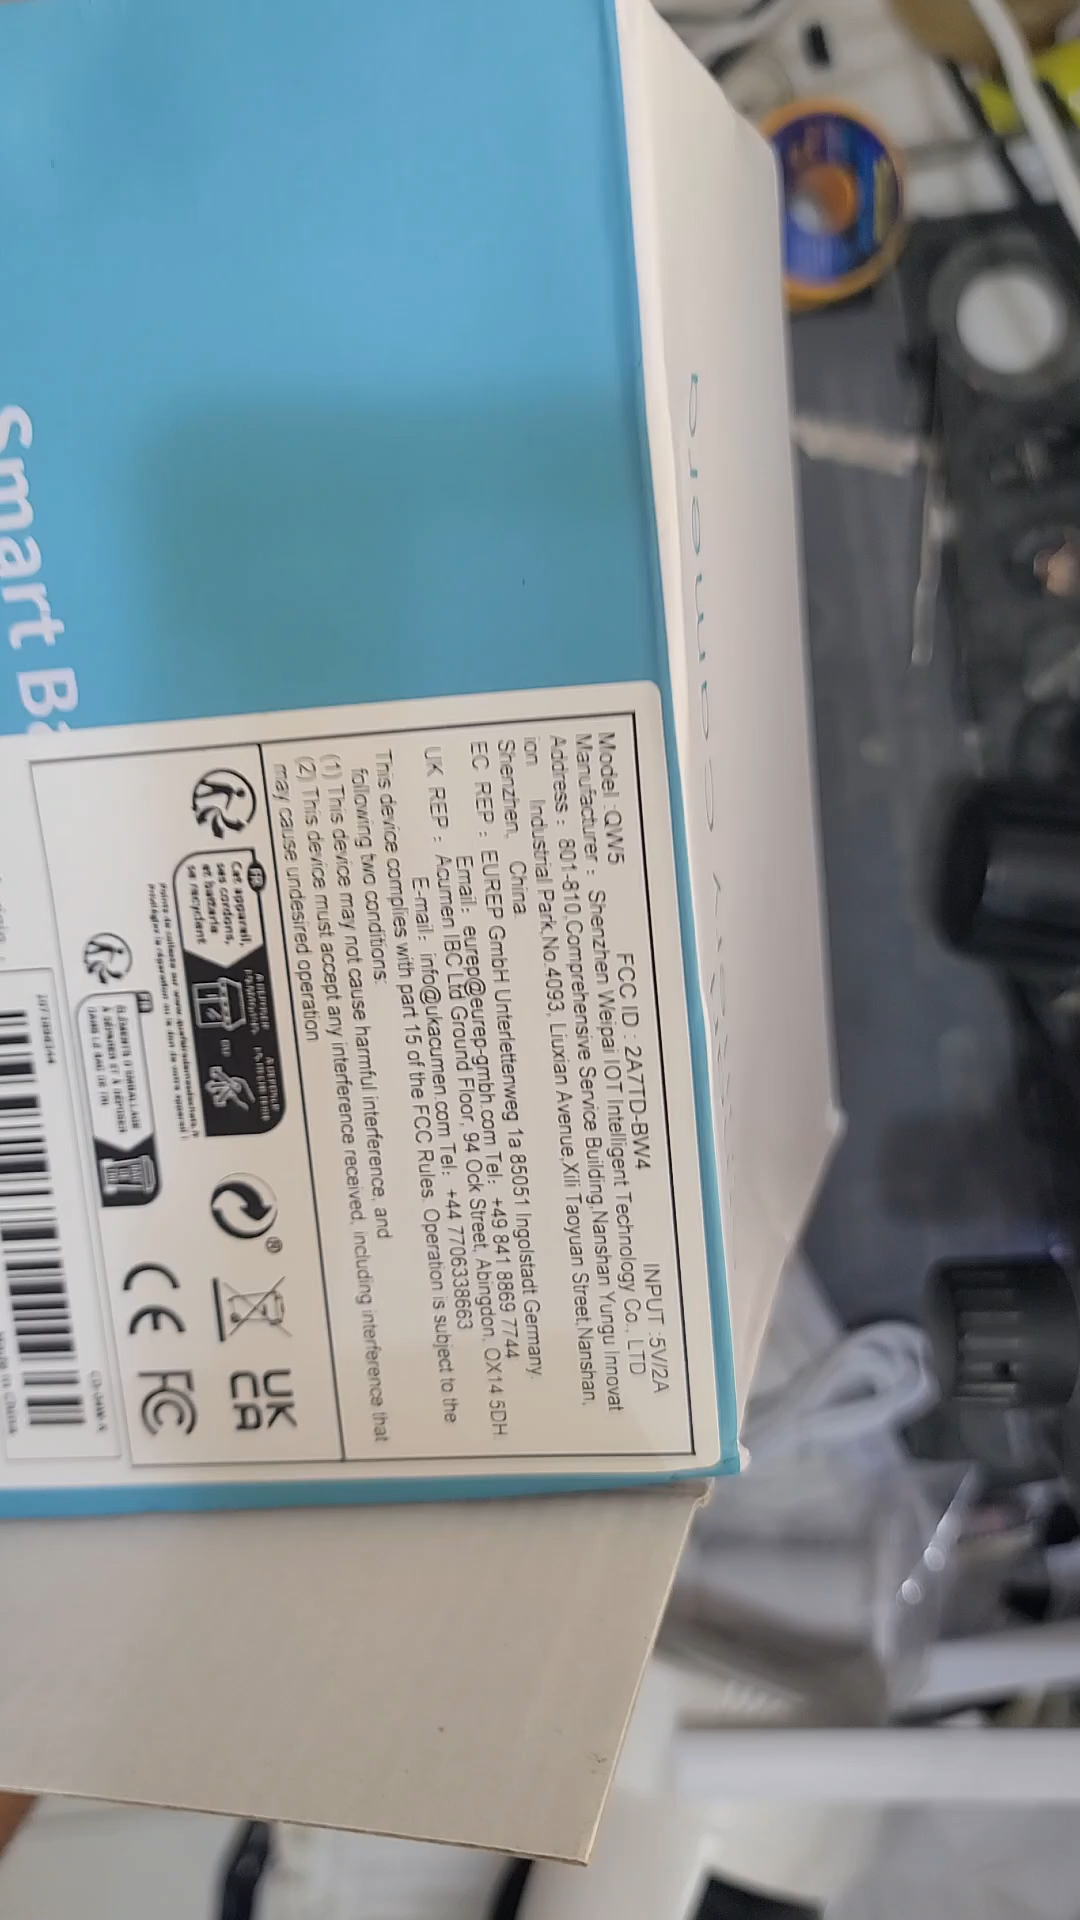 Smart
Model :QW5 FCC ID : 2A7TD-BW4 INPUT :5V/2A
Manufacturer : Shenzhen Weipai IOT Intelligent Technology Co., LTD
Address : 801-810,Comprehensive Service Building,Nanshan Yungu Innovat
ion Industrial Park,No.4093, Liuxian Avenue,Xili Taoyuan Street,Nanshan,
Shenzhen, China
EC REP : EUREP GmbH Unterlettenweg 1a 85051 Ingolstadt Germany.
Email: eurep@eurep-gmbh.com Tel: +49 841 8869 7744
UK REP : Acumen IBC Ltd Ground Floor, 94 Ock Street, Abingdon, OX14 5DH
E-mail: info@ukacumen.com Tel: +44 7706338663
This device complies with part 15 of the FCC Rules. Operation is subject to the
following two conditions:
(1) This device may not cause harmful interference, and
(2) This device must accept any interference received, including interference that
may cause undesired operation
FR
Cet appareil,
ses cordons,
et batterie
se recyclent
®
UK
CA
FR
CE
FC